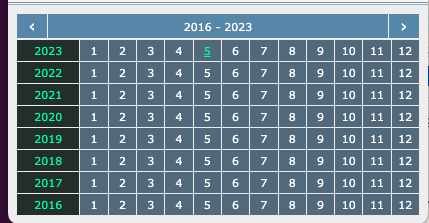 ‹ 2016 - 2023 ›
2023 1 2 3 4 5 6 7 8 9 10 11 12
2022 1 2 3 4 5 6 7 8 9 10 11 12
2021 1 2 3 4 5 6 7 8 9 10 11 12
2020 1 2 3 4 5 6 7 8 9 10 11 12
2019 1 2 3 4 5 6 7 8 9 10 11 12
2018 1 2 3 4 5 6 7 8 9 10 11 12
2017 1 2 3 4 5 6 7 8 9 10 11 12
2016 1 2 3 4 5 6 7 8 9 10 11 12